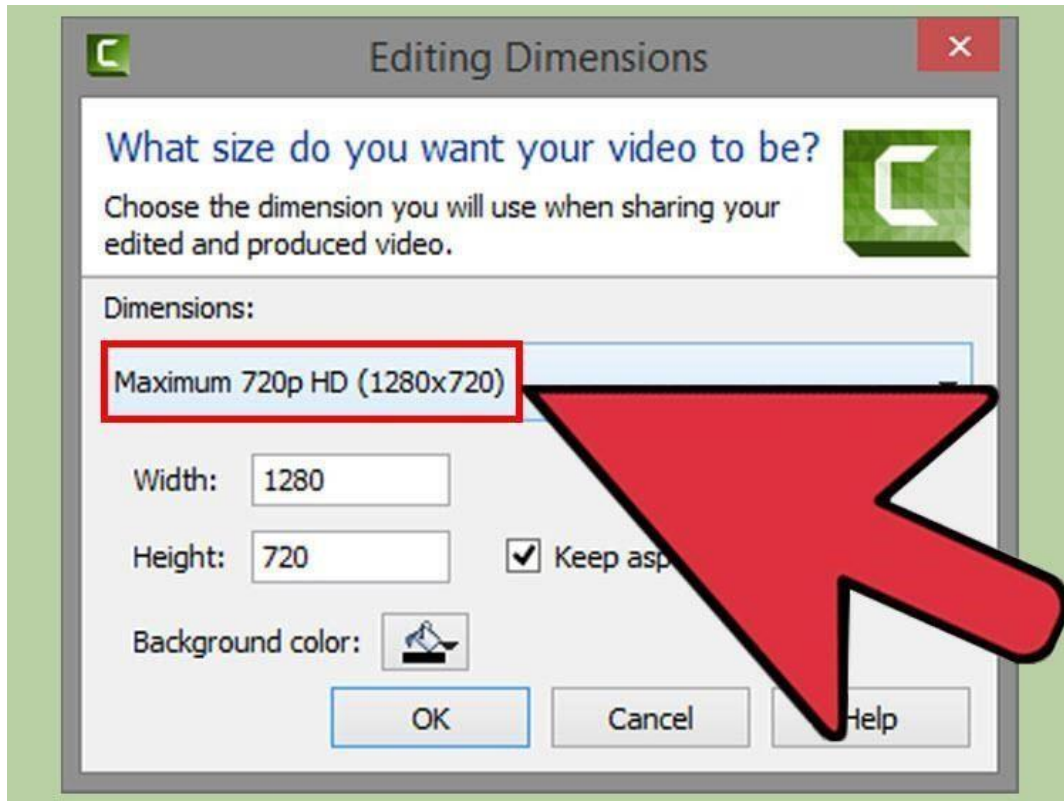 Editing Dimensions
What size do you want your video to be?
Choose the dimension you will use when sharing your
edited and produced video.
Dimensions:
Maximum 720p HD (1280x720)
Width: 1280
Height: 720
Keep
Background color:
OK Cancel Help